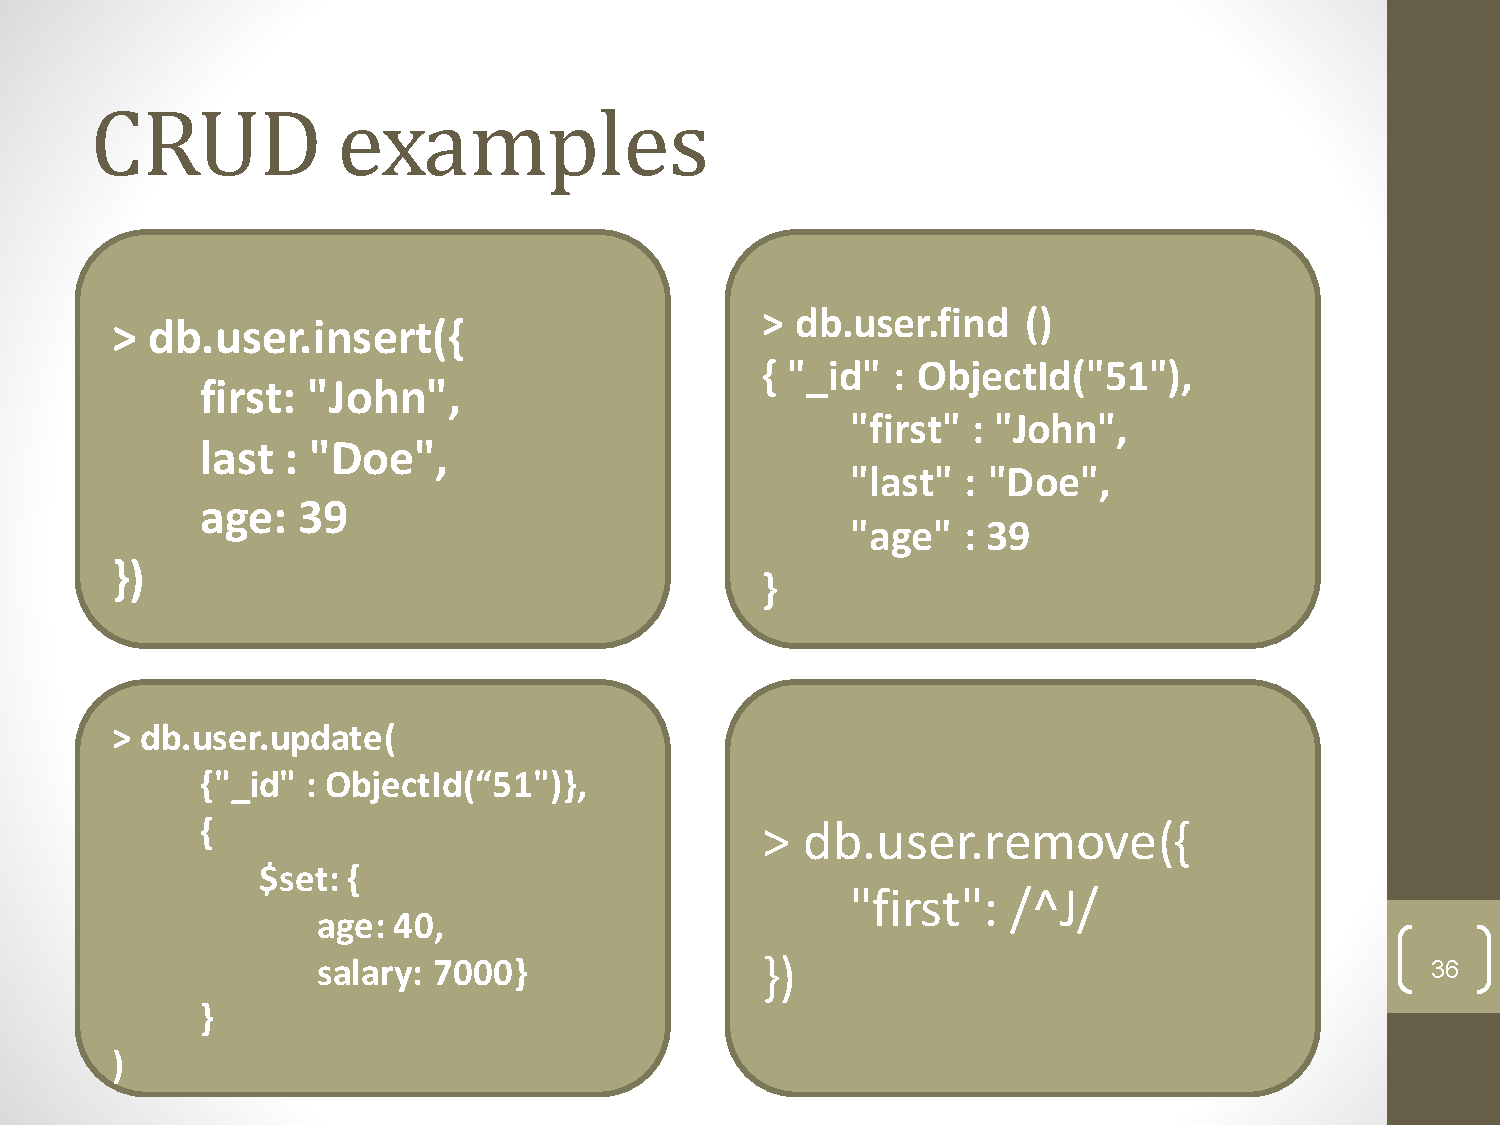 CRUD examples
> db.user.insert({
first: "John",
last : "Doe",
age: 39
})
> db.user.find ()
{ "_id" : ObjectId("51"),
"first" : "John",
"last" : "Doe",
"age" : 39
}
> db.user.update(
{"_id" : ObjectId(“51")},
{
$set: {
age: 40,
salary: 7000}
}
)
> db.user.remove({
"first": /^J/
})
36